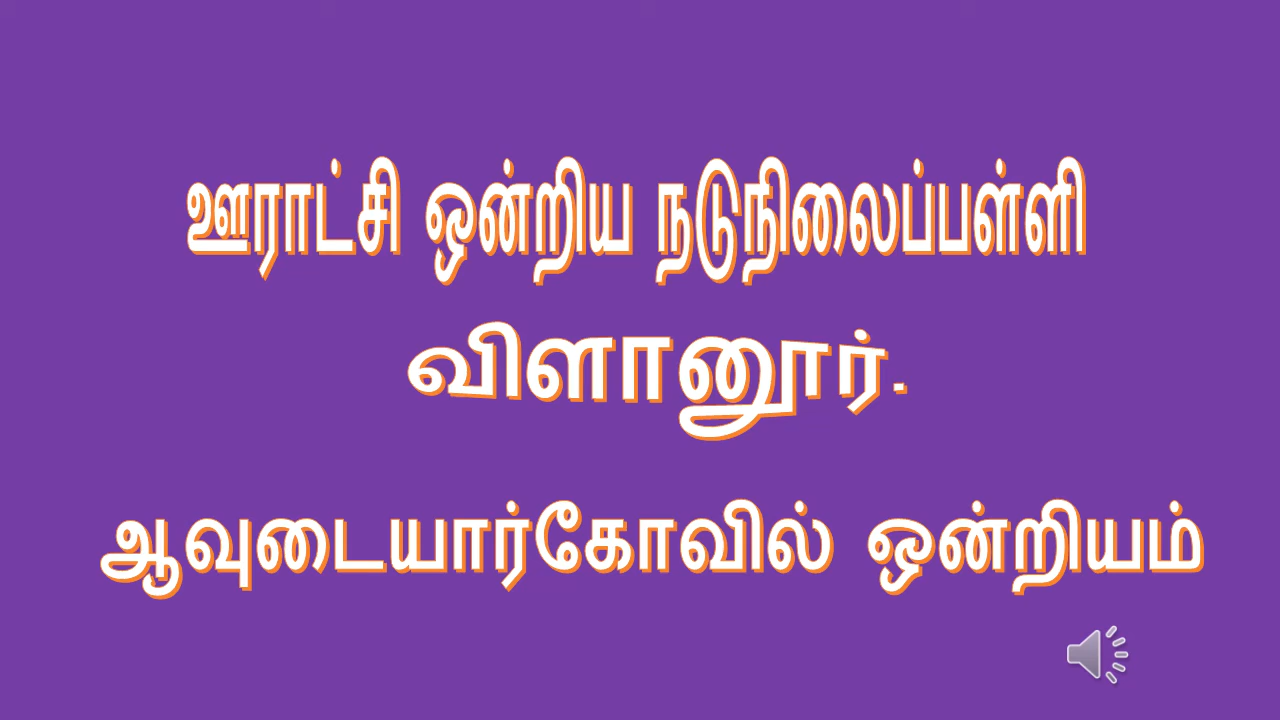 ஊராட்சி ஒன்றிய நடுநிலைப்பள்ளி
விளானூர்.
ஆவுடையார்கோவில் ஒன்றியம்